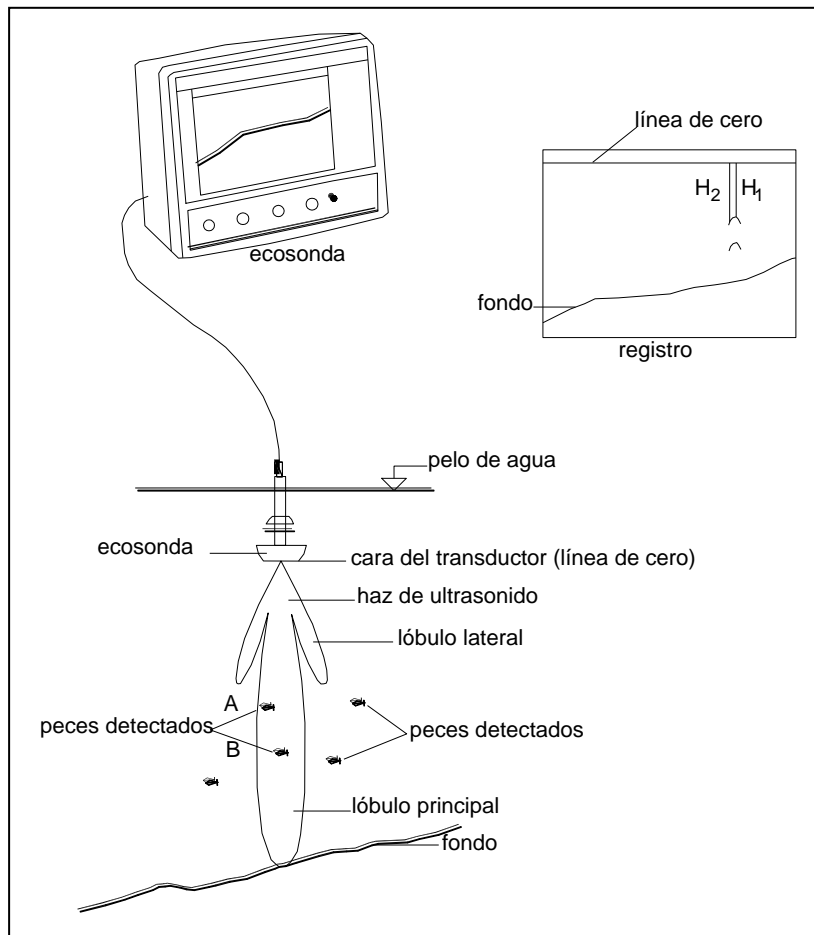 ecosonda
línea de cero
H2 H1
fondo
registro
pelo de agua
ecosonda
cara del transductor (línea de cero)
haz de ultrasonido
lóbulo lateral
A
peces detectados
B
peces detectados
lóbulo principal
fondo